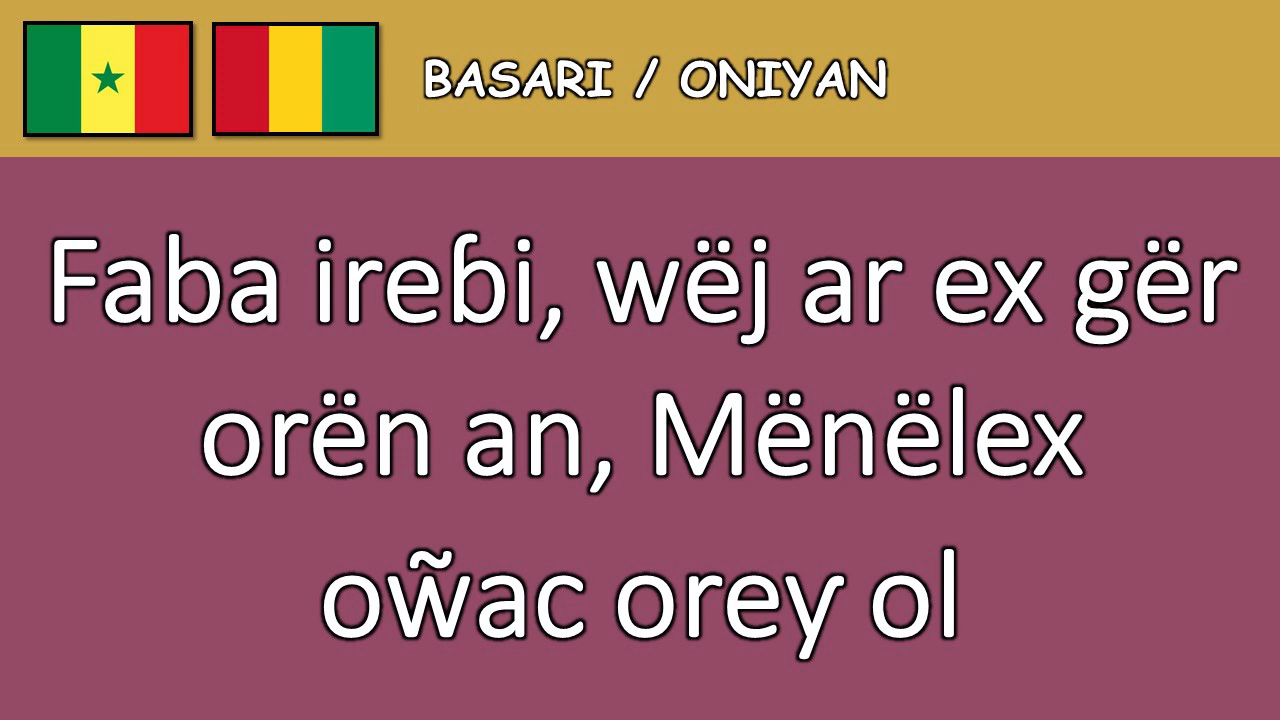 BASARI / ONIYAN
Faba ireɓi, wëj ar ex gër
orën an, Mënëlex
ow̃ac orey ol